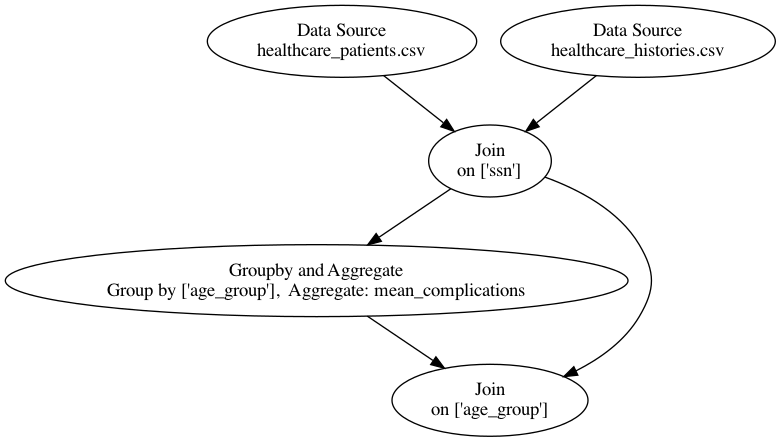 Data Source
healthcare_patients.csv
Data Source
healthcare_histories.csv
Join
on ['ssn']
Groupby and Aggregate
Group by ['age_group'],  Aggregate: mean_complications
Join
on ['age_group']